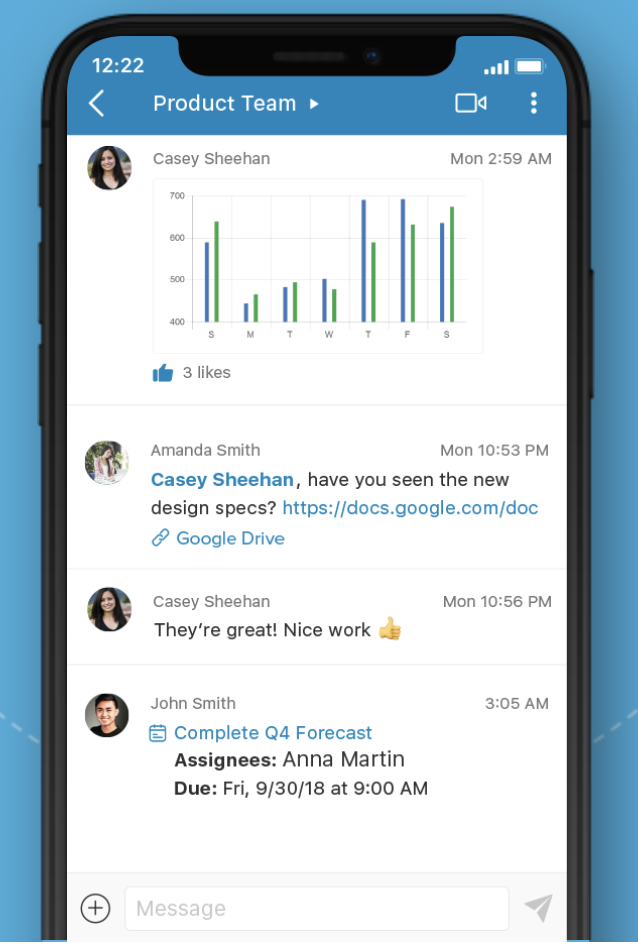 12:22
Product Team
Casey Sheehan Mon 2:59 AM
700
600
500
400
S M T W T F S
3 likes
Amanda Smith Mon 10:53 PM
Casey Sheehan, have you seen the new
design specs? https://docs.google.com/doc
Google Drive
Casey Sheehan Mon 10:56 PM
They’re great! Nice work 👍
John Smith 3:05 AM
Complete Q4 Forecast
Assignees: Anna Martin
Due: Fri, 9/30/18 at 9:00 AM
Message